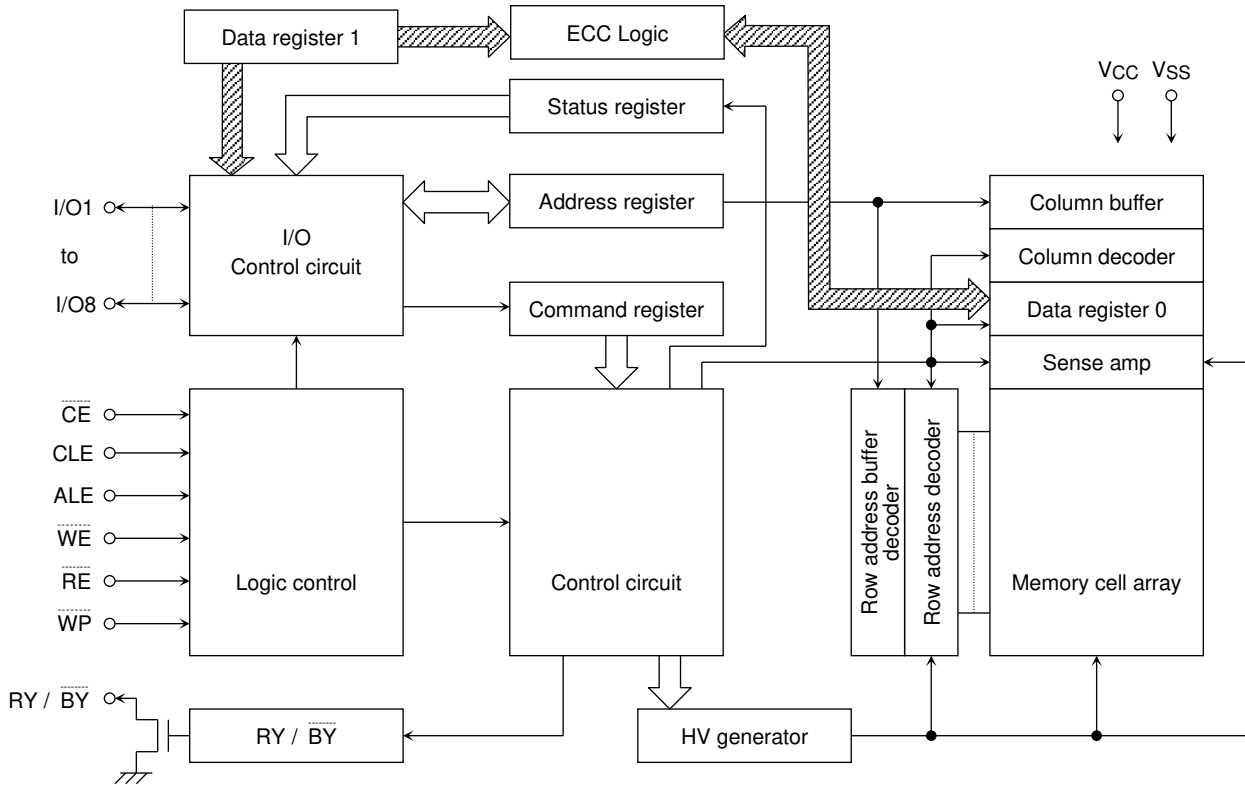 Data register 1
ECC Logic
VCC
VSS
Status register
I/O1
to
I/O8
I/O
Control circuit
Address register
Column buffer
Column decoder
Command register
Data register 0
Sense amp
CE
CLE
ALE
WE
RE
WP
Logic control
Control circuit
Row address buffer
decoder
Row address decoder
Memory cell array
RY / BY
RY / BY
HV generator